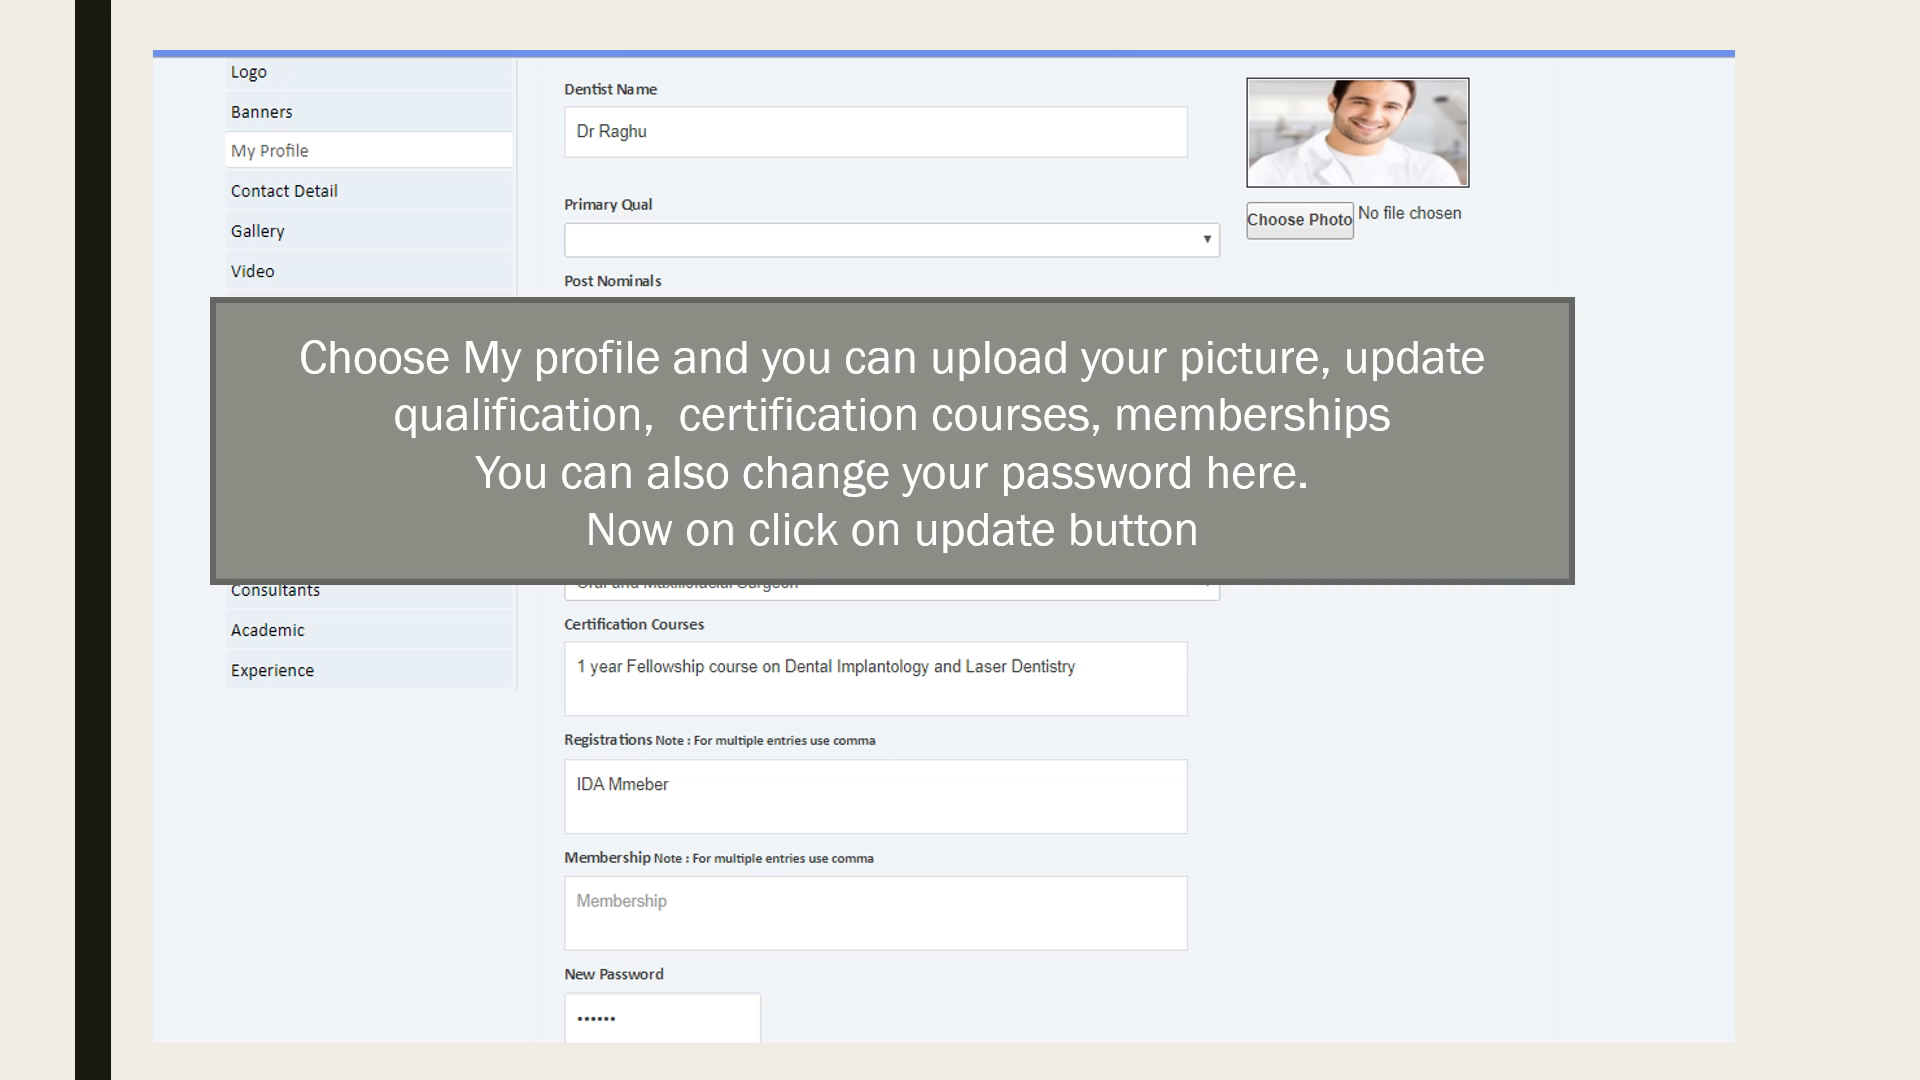 Logo
Banners
My Profile
Contact Detail
Gallery
Video
Dentist Name
Dr Raghu
Primary Qual
Post Nominals
Choose Photo No file chosen
Choose My profile and you can upload your picture, update
qualification,  certification courses, memberships
You can also change your password here.
Now on click on update button
Consultants
Academic
Experience
Oral and Maxillofacial Surgeon
Certification Courses
1 year Fellowship course on Dental Implantology and Laser Dentistry
Registrations Note : For multiple entries use comma
IDA Mmeber
Membership Note : For multiple entries use comma
Membership
New Password
••••••